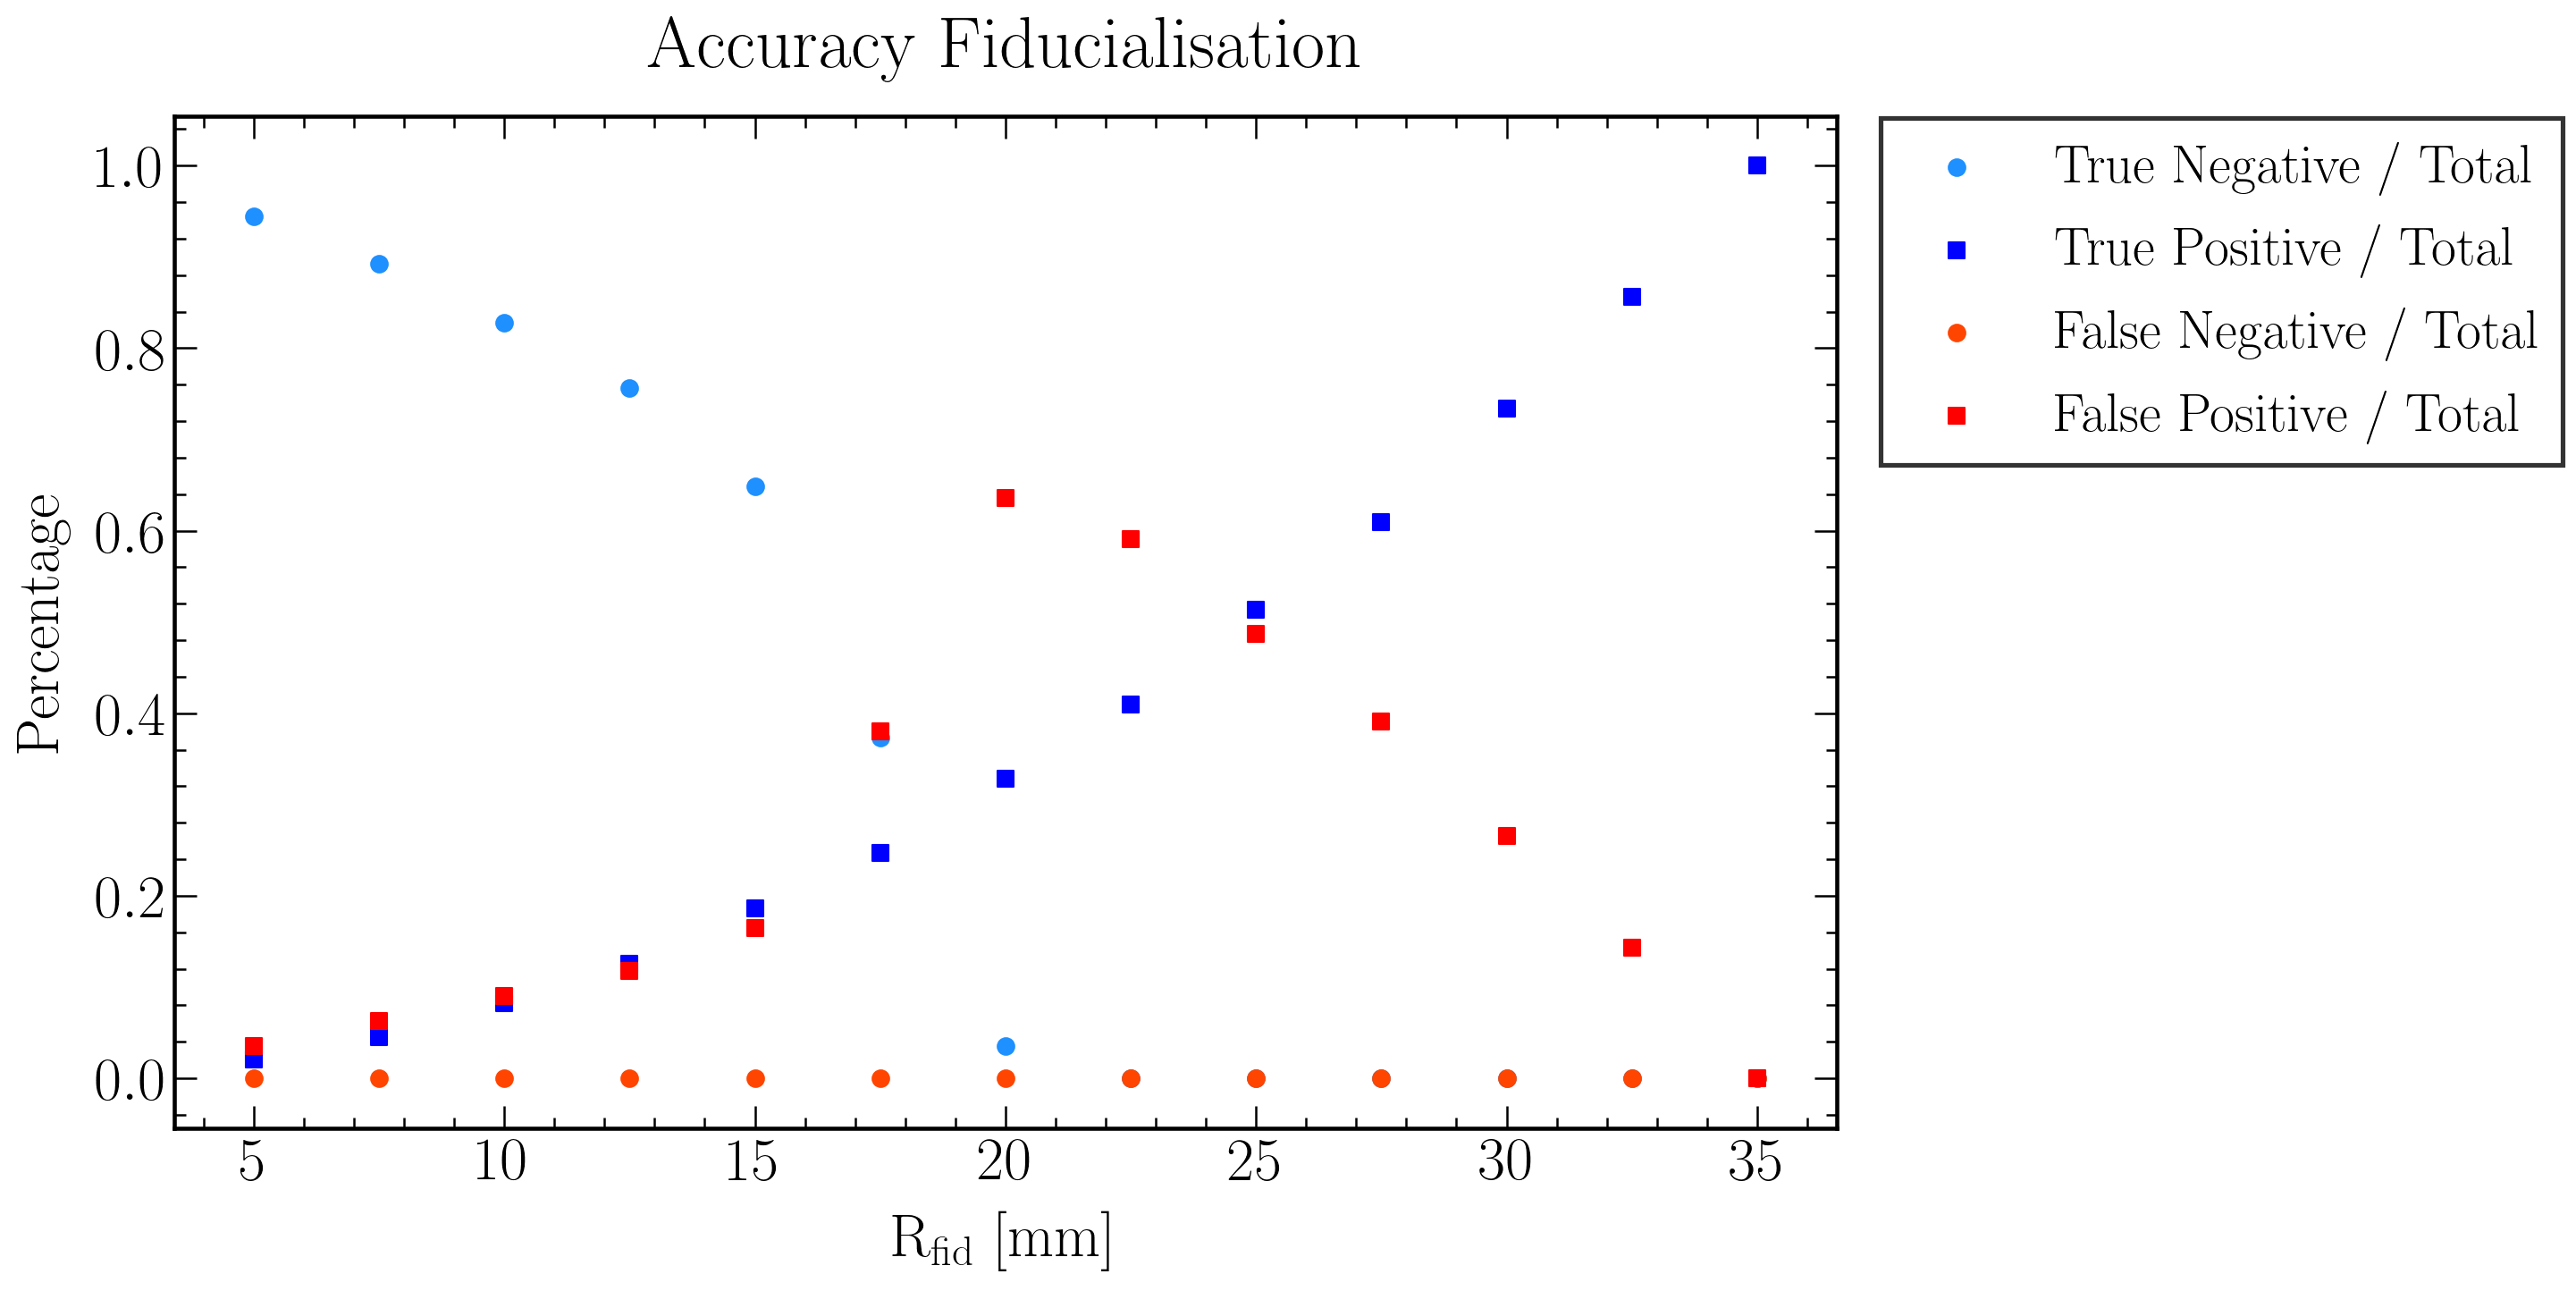 Accuracy Fiducialisation
1.0
0.8
0.6
0.4
0.2
0.0
Percentage
5 10 15 20 25 30 35
R_fid [mm]
True Negative / Total
True Positive / Total
False Negative / Total
False Positive / Total